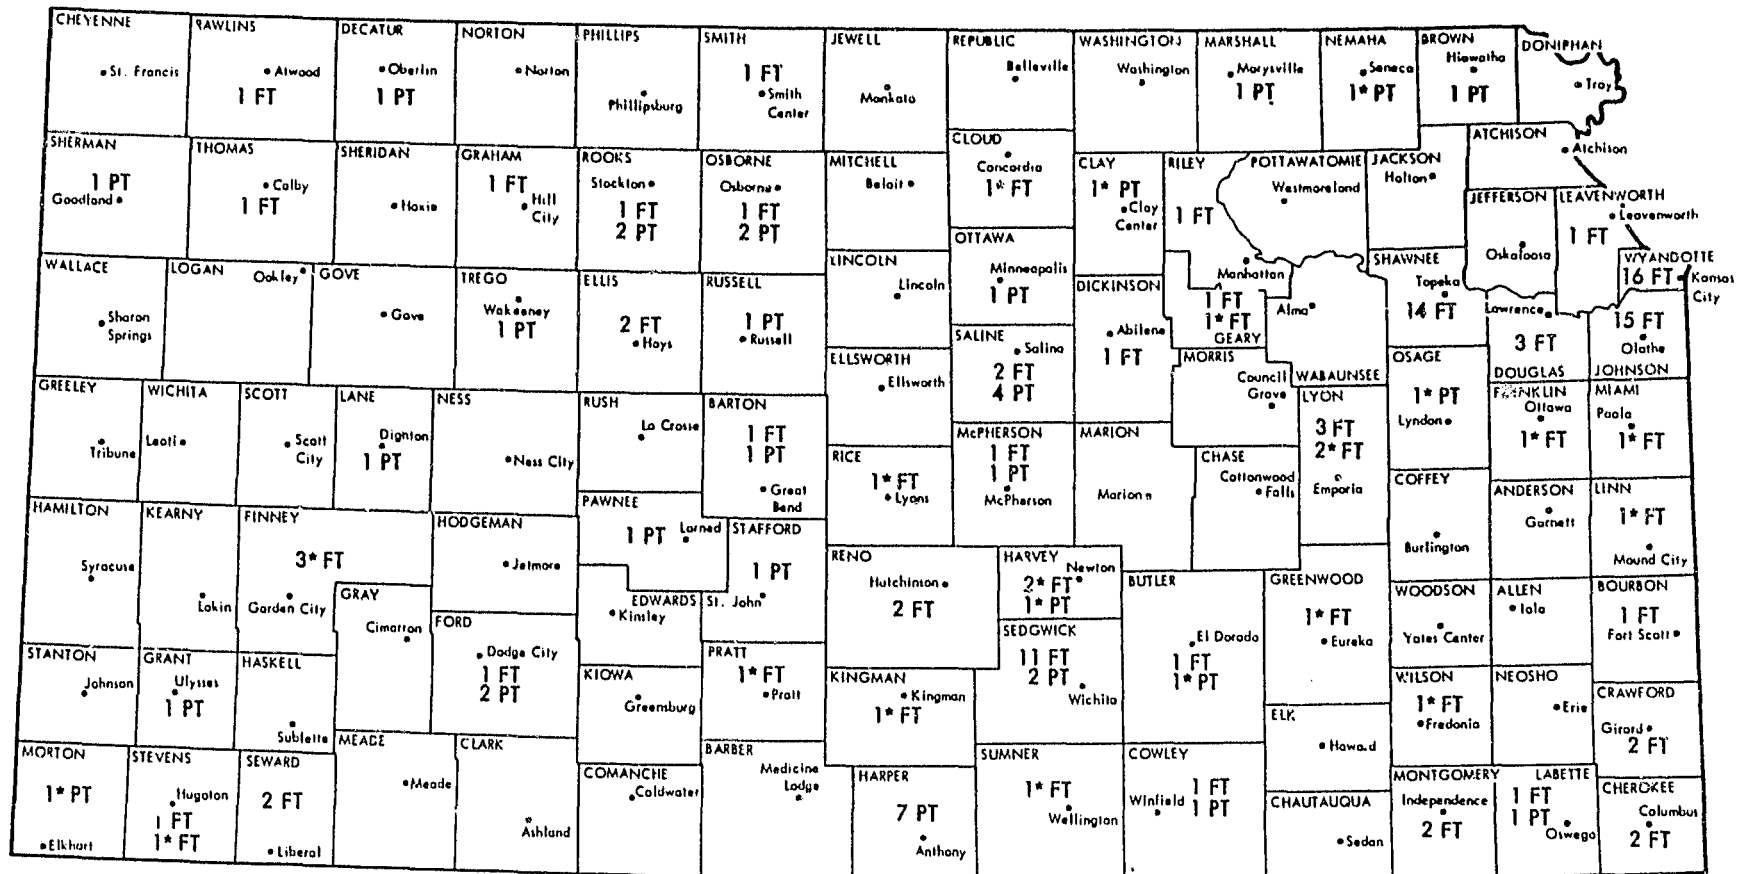 CHEYENNE
St. Francis
RAWLINS
Atwood
1 FT
DECATUR
Oberlin
1 PT
NORTON
Norton
PHILLIPS
Phillipsburg
SMITH
1 FT
Smith
Center
JEWELL
Mankato
REPUBLIC
Belleville
WASHINGTON
Washington
MARSHALL
Marysville
1 PT
NEMAHA
Seneca
1* PT
BROWN
Hiawatha
1 PT
DONIPHAN
Troy
SHERMAN
1 PT
Goodland
THOMAS
Colby
1 FT
SHERIDAN
Hoxie
GRAHAM
1 FT
Hill
City
ROOKS
Stockton
1 FT
2 PT
OSBORNE
Osborne
1 FT
2 PT
MITCHELL
Beloit
CLOUD
Concordia
1* FT
CLAY
1* PT
Clay
Center
RILEY
1 FT
Manhattan
POTTAWATOMIE
Westmoreland
JACKSON
Holton
ATCHISON
Atchison
JEFFERSON
Oskaloosa
LEAVENWORTH
Leavenworth
1 FT
WYANDOTTE
16 FT
Kansas
City
WALLACE
Sharon
Springs
LOGAN
Oakley
GOVE
Gove
TREGO
Wakeeney
1 PT
ELLIS
2 FT
Hays
RUSSELL
1 PT
Russell
LINCOLN
Lincoln
OTTAWA
Minneapolis
1 PT
DICKINSON
Abilene
1 FT
1 FT
1* FT
GEARY
Alma
WABAUNSEE
SHAWNEE
Topeka
14 FT
Lawrence
3 FT
DOUGLAS
15 FT
Olathe
JOHNSON
ELLSWORTH
Ellsworth
SALINE
Salina
2 FT
4 PT
MORRIS
Council
Grove
OSAGE
1* PT
Lyndon
FRANKLIN
Ottawa
1* FT
MIAMI
Paola
1* FT
GREELEY
Tribune
WICHITA
Leoti
SCOTT
Scott
City
LANE
Dighton
1 PT
NESS
Ness City
RUSH
La Crosse
BARTON
1 FT
1 PT
Great
Bend
RICE
1* FT
Lyons
McPHERSON
1 FT
1 PT
McPherson
MARION
Marion
CHASE
Cottonwood
Falls
LYON
3 FT
2* FT
Emporia
COFFEY
Burlington
ANDERSON
Garnett
LINN
1* FT
Mound City
HAMILTON
Syracuse
KEARNY
Lakin
FINNEY
3* FT
Garden City
HODGEMAN
Jetmore
PAWNEE
1 PT
Larned
STAFFORD
1 PT
St. John
EDWARDS
Kinsley
RENO
Hutchinson
2 FT
HARVEY
Newton
2* FT
1* PT
BUTLER
El Dorado
1 FT
1* PT
GREENWOOD
1* FT
Eureka
WOODSON
Yates Center
ALLEN
Iola
BOURBON
1 FT
Fort Scott
GRAY
Cimarron
FORD
Dodge City
1 FT
2 PT
SEDGWICK
11 FT
2 PT
Wichita
STANTON
Johnson
GRANT
Ulysses
1 PT
HASKELL
Sublette
KIOWA
Greensburg
PRATT
1* FT
Pratt
KINGMAN
Kingman
1* FT
ELK
Howard
WILSON
1* FT
Fredonia
NEOSHO
Erie
CRAWFORD
Girard
2 FT
MORTON
1* PT
Elkhart
STEVENS
Hugoton
1 FT
1* FT
SEWARD
2 FT
Liberal
MEADE
Meade
CLARK
Ashland
COMANCHE
Coldwater
BARBER
Medicine
Lodge
HARPER
7 PT
Anthony
SUMNER
1* FT
Wellington
COWLEY
1 FT
Winfield 1 PT
CHAUTAUQUA
Sedan
MONTGOMERY
Independence
2 FT
LABETTE
1 FT
1 PT
Oswego
CHEROKEE
Columbus
2 FT